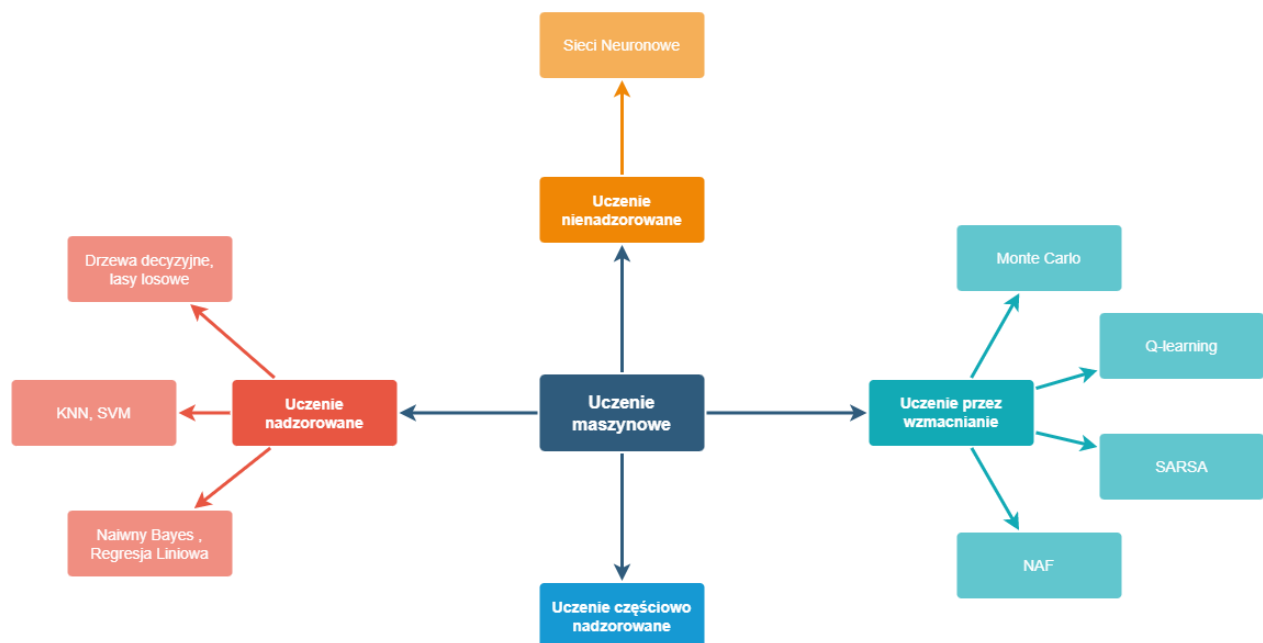 Sieci Neuronowe
Uczenie
nienadzorowane
Drzewa decyzyjne,
lasy losowe
Monte Carlo
Q-learning
KNN, SVM
Uczenie
nadzorowane
Uczenie
maszynowe
Uczenie przez
wzmacnianie
SARSA
Naiwny Bayes ,
Regresja Liniowa
NAF
Uczenie częściowo
nadzorowane